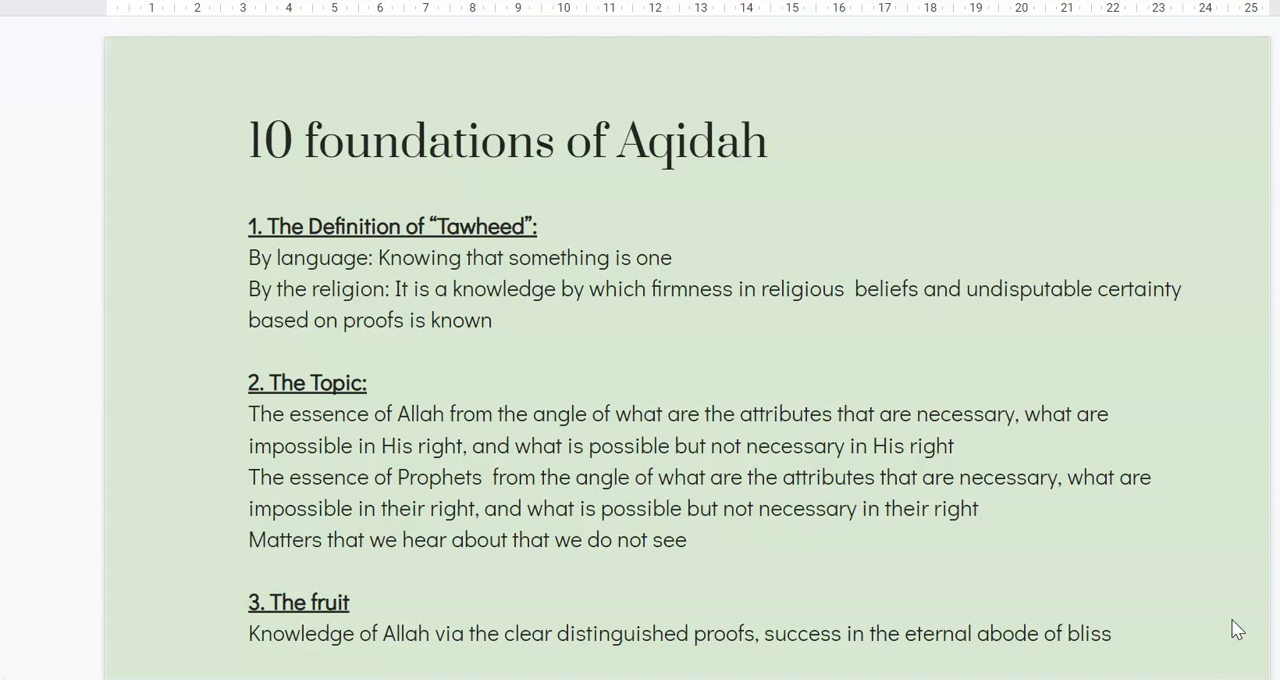 1 2 3 4 5 6 7 8 9 10 11 12 13 14 15 16 17 18 19 20 21 22 23 24 25
10 foundations of Aqidah
1. The Definition of “Tawheed”:
By language: Knowing that something is one
By the religion: It is a knowledge by which firmness in religious  beliefs and undisputable certainty
based on proofs is known
2. The Topic:
The essence of Allah from the angle of what are the attributes that are necessary, what are
impossible in His right, and what is possible but not necessary in His right
The essence of Prophets  from the angle of what are the attributes that are necessary, what are
impossible in their right, and what is possible but not necessary in their right
Matters that we hear about that we do not see
3. The fruit
Knowledge of Allah via the clear distinguished proofs, success in the eternal abode of bliss